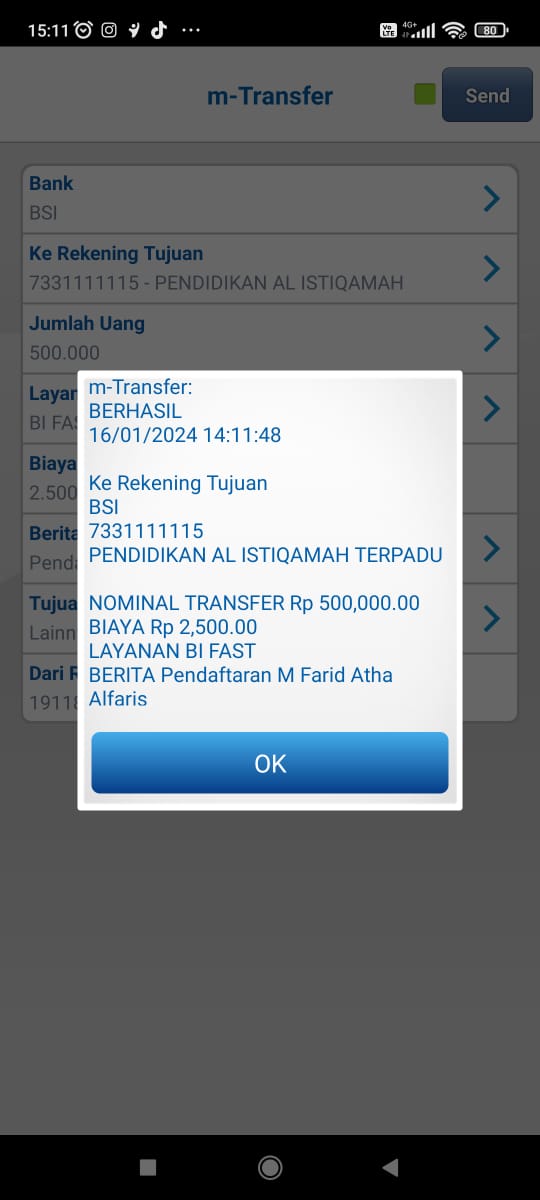 15:11
Vo LTE
4G+
80
m-Transfer
Send
Bank
BSI
Ke Rekening Tujuan
7331111115 - PENDIDIKAN AL ISTIQAMAH
Jumlah Uang
500.000
Layan
BI FAS
Biaya
2.500
Berita
Penda
Tujua
Lainn
Dari R
19118
m-Transfer:
BERHASIL
16/01/2024 14:11:48
Ke Rekening Tujuan
BSI
7331111115
PENDIDIKAN AL ISTIQAMAH TERPADU
NOMINAL TRANSFER Rp 500,000.00
BIAYA Rp 2,500.00
LAYANAN BI FAST
BERITA Pendaftaran M Farid Atha
Alfaris
OK